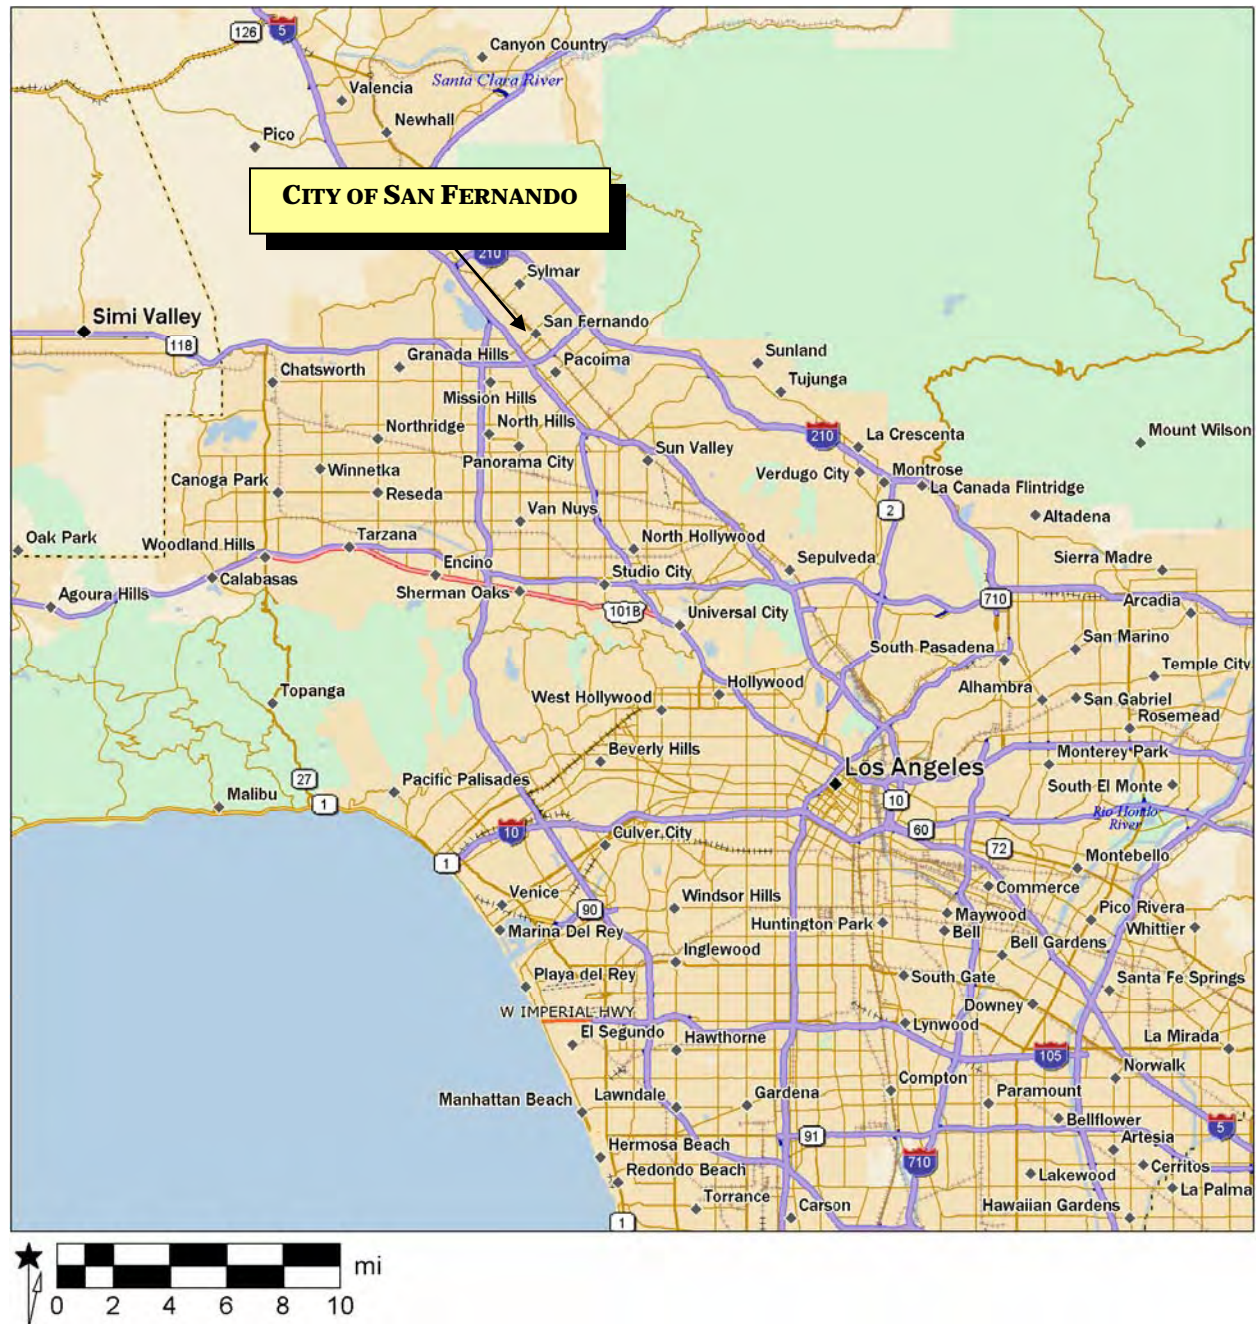 126
5
Canyon Country
Santa Clara River
Valencia
Newhall
Pico
CITY OF SAN FERNANDO
210
Sylmar
Simi Valley
118
San Fernando
Granada Hills
Pacoima
Sunland
Chatsworth
Tujunga
Mission Hills
Northridge
North Hills
210
La Crescenta
Mount Wilson
Panorama City
Sun Valley
Winnetka
Verdugo City
Montrose
Canoga Park
Reseda
La Canada Flintridge
Van Nuys
2
Altadena
Oak Park
Woodland Hills
Tarzana
North Hollywood
Sepulveda
Sierra Madre
Encino
Calabasas
Studio City
Agoura Hills
Sherman Oaks
101B
Universal City
710
Arcadia
South Pasadena
San Marino
Temple City
Topanga
West Hollywood
Hollywood
Alhambra
San Gabriel
Rosemead
Beverly Hills
Monterey Park
Los Angeles
27
Pacific Palisades
South El Monte
Malibu
1
10
Rio Hondo
River
10
Culver City
60
72
1
Montebello
Venice
Windsor Hills
Commerce
90
Maywood
Pico Rivera
Marina Del Rey
Huntington Park
Bell
Whittier
Inglewood
Bell Gardens
Playa del Rey
South Gate
Santa Fe Springs
W IMPERIAL HWY
Downey
El Segundo
Hawthorne
Lynwood
La Mirada
105
Norwalk
Manhattan Beach
Lawndale
Gardena
Compton
Paramount
Bellflower
91
5
Hermosa Beach
Artesia
710
Redondo Beach
Lakewood
Cerritos
La Palma
Torrance
Carson
Hawaiian Gardens
1
mi
0 2 4 6 8 10